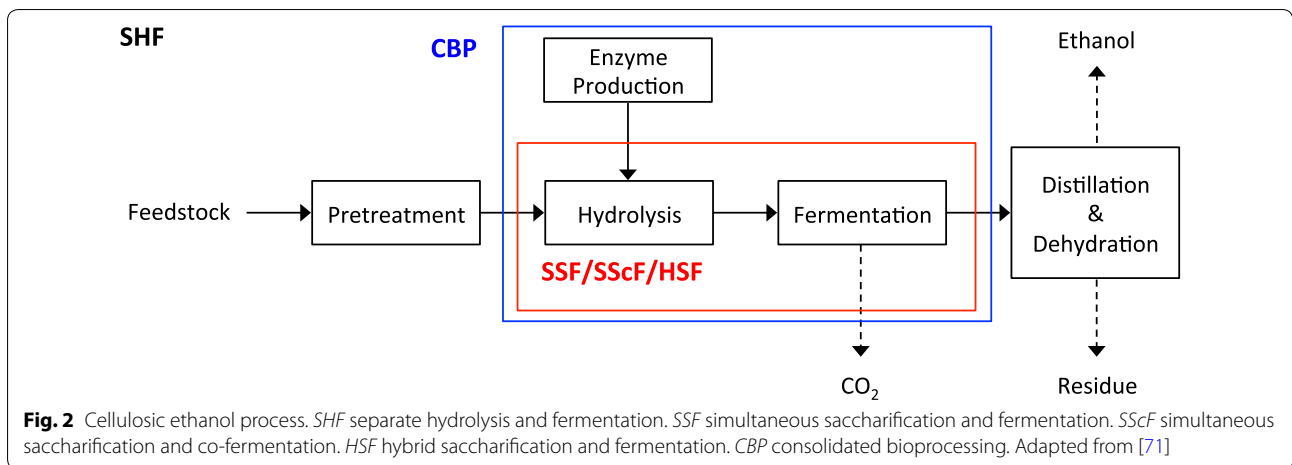 SHF
CBP
Enzyme
Production
Ethanol
Feedstock
Pretreatment
Hydrolysis
Fermentation
Distillation
&
Dehydration
SSF/SScF/HSF
CO₂
Residue
Fig. 2 Cellulosic ethanol process. SHF separate hydrolysis and fermentation. SSF simultaneous saccharification and fermentation. SScF simultaneous
saccharification and co-fermentation. HSF hybrid saccharification and fermentation. CBP consolidated bioprocessing. Adapted from [71]